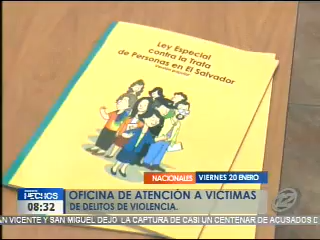 Ley Especial
contra la Trata
de Personas en El Salvador
NACIONALES VIERNES 20 ENERO
HECHOS
08:32
OFICINA DE ATENCIÓN A VÍCTIMAS
DE DELITOS DE VIOLENCIA.
AN VICENTE Y SAN MIGUEL DEJÓ LA CAPTURA DE CASI UN CENTENAR DE ACUSADOS D